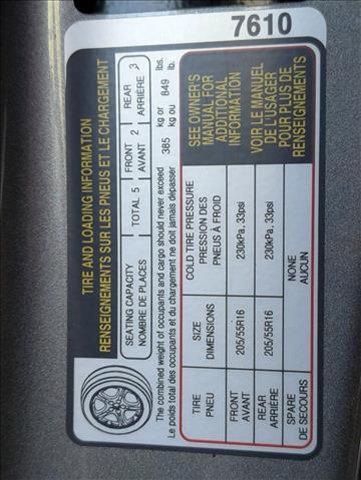 7610
TIRE AND LOADING INFORMATION
RENSEIGNEMENTS SUR LES PNEUS ET LE CHARGEMENT
SEATING CAPACITY
NOMBRE DE PLACES
TOTAL 5
FRONT 2
AVANT
REAR 3
ARRIÈRE
The combined weight of occupants and cargo should never exceed 385 kg or 849 lbs.
Le poids total des occupants et du chargement ne doit jamais dépasser kg ou lb.
TIRE SIZE COLD TIRE PRESSURE
PNEU DIMENSIONS PRESSION DES PNEUS À FROID
FRONT
AVANT
205/55R16 230kPa, 33psi
REAR
ARRIÈRE
205/55R16 230kPa, 33psi
SPARE
DE SECOURS
NONE
AUCUN
SEE OWNER'S
MANUAL FOR
ADDITIONAL
INFORMATION
VOIR LE MANUEL
DE L'USAGER
POUR PLUS DE
RENSEIGNEMENTS